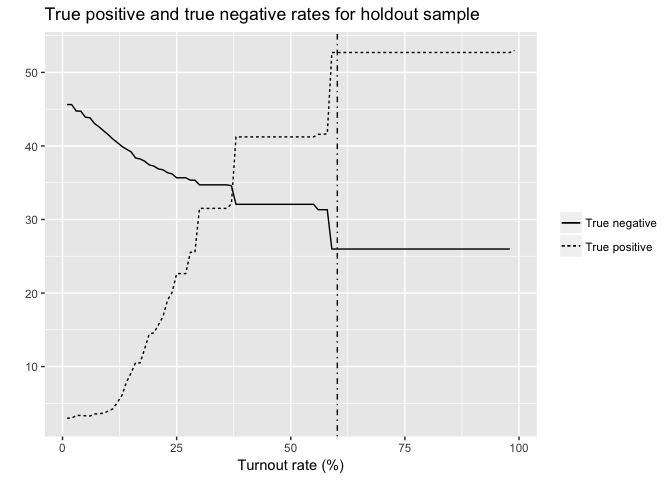 True positive and true negative rates for holdout sample
50
40
30
20
10
0
25
50
75
100
Turnout rate (%)
True negative
True positive